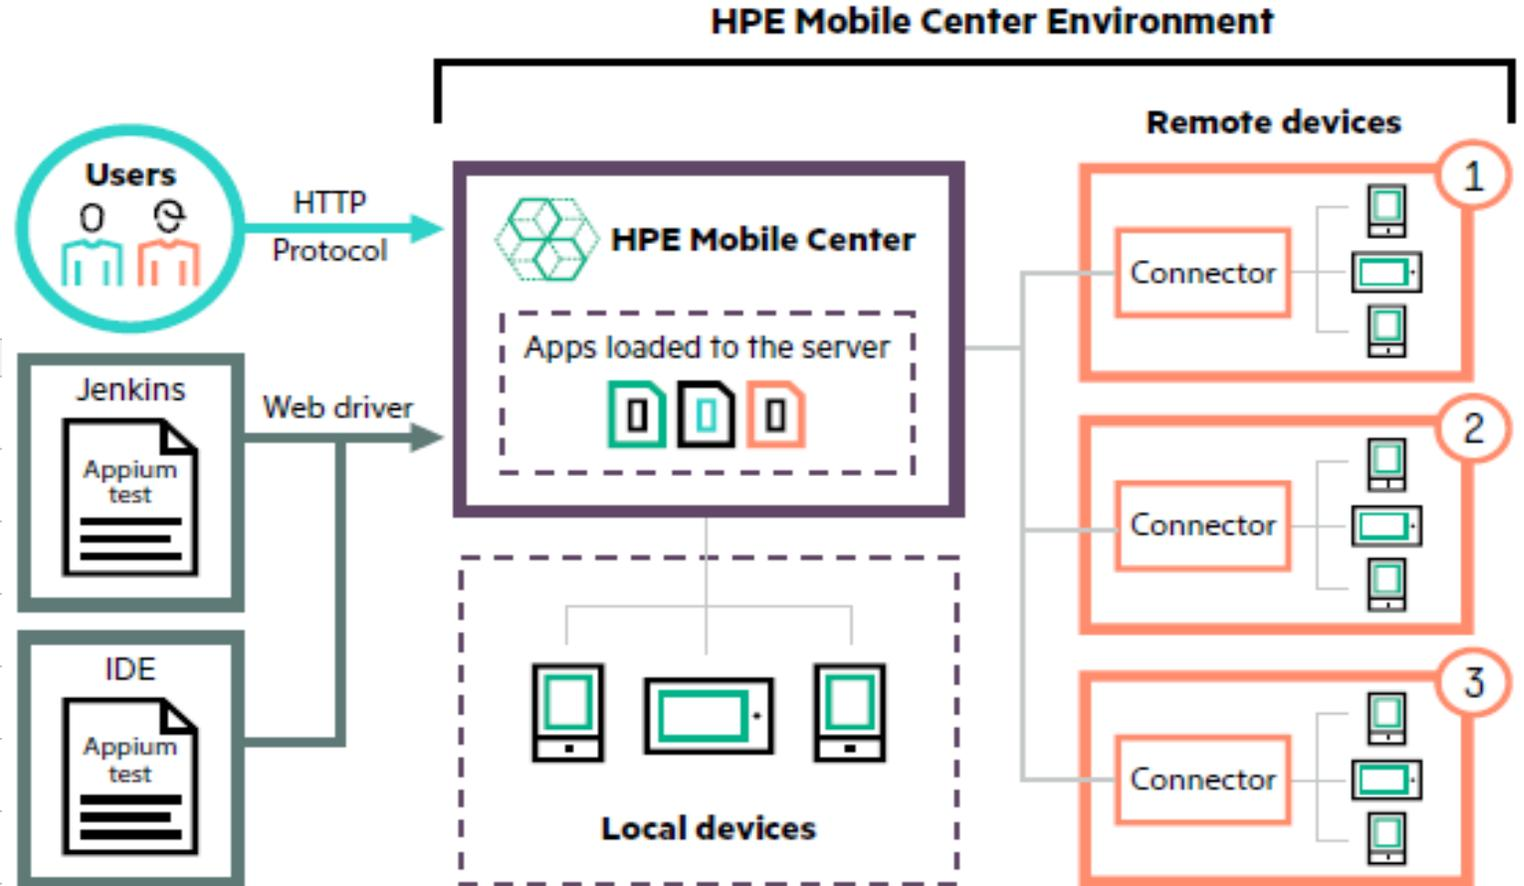 HPE Mobile Center Environment
Remote devices
Users
HTTP
Protocol
HPE Mobile Center
Apps loaded to the server
Jenkins
Appium
test
Web driver
IDE
Appium
test
Local devices
1
Connector
2
Connector
3
Connector